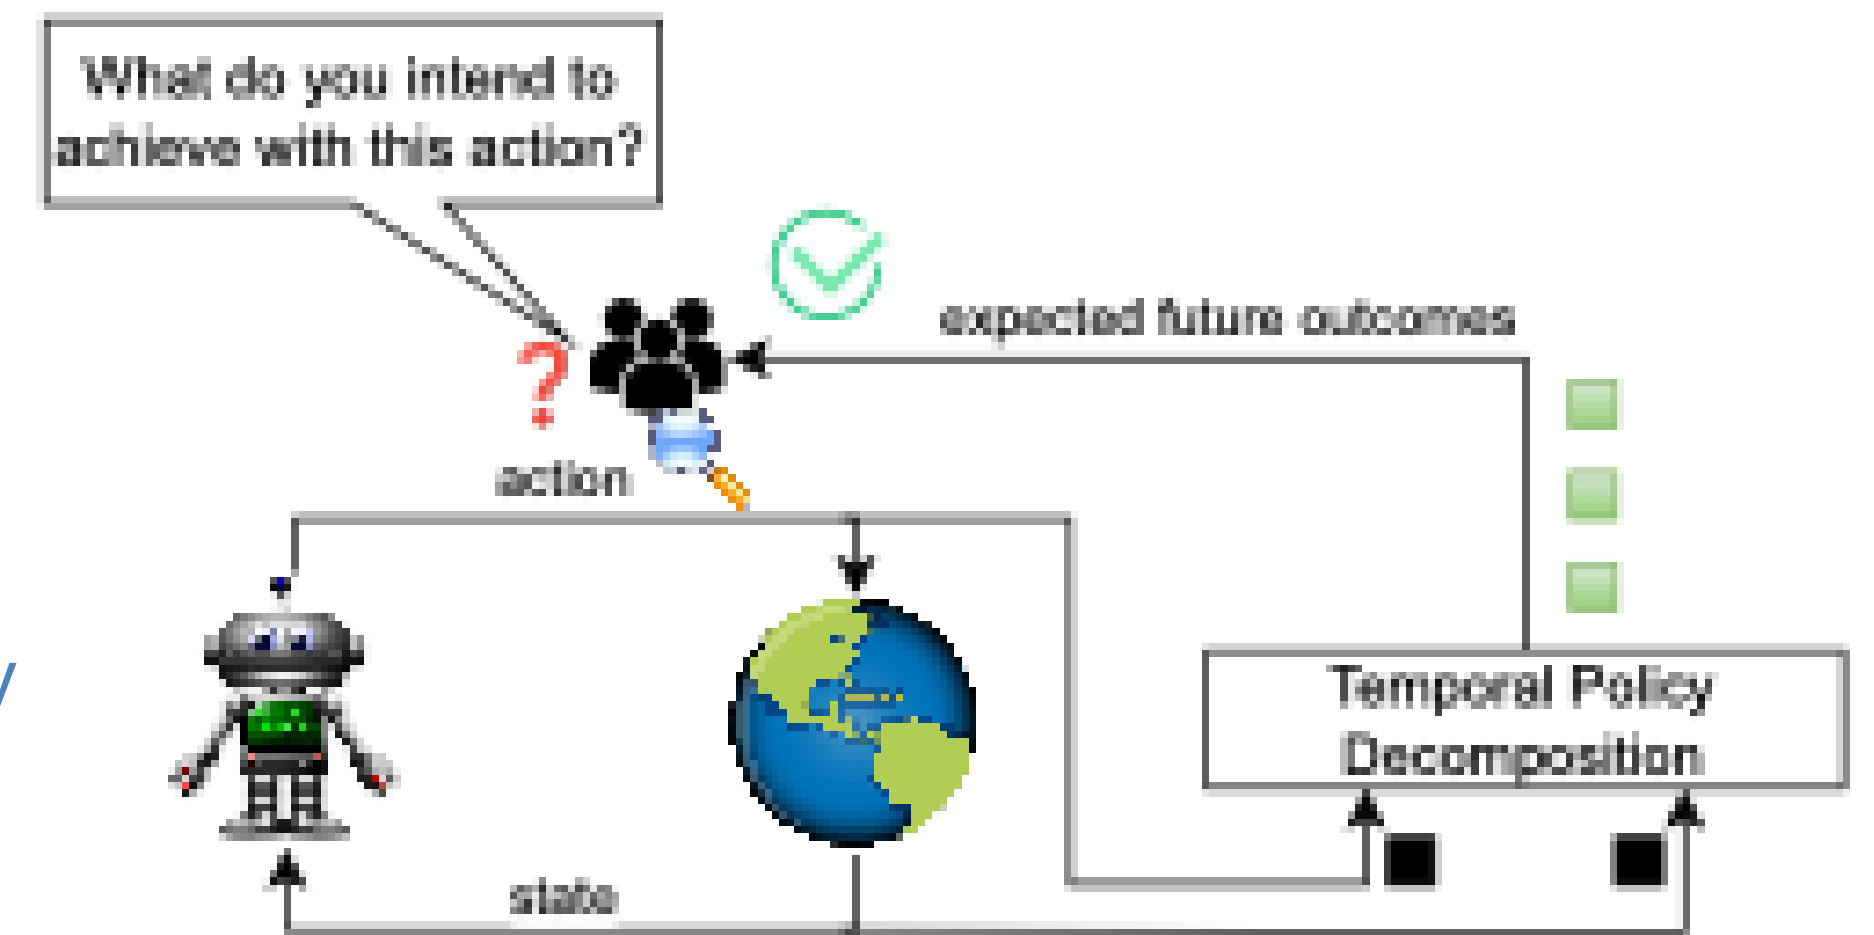 What do you intend to
achieve with this action?
expected future outcomes
action
Temporal Policy
Decomposition
state